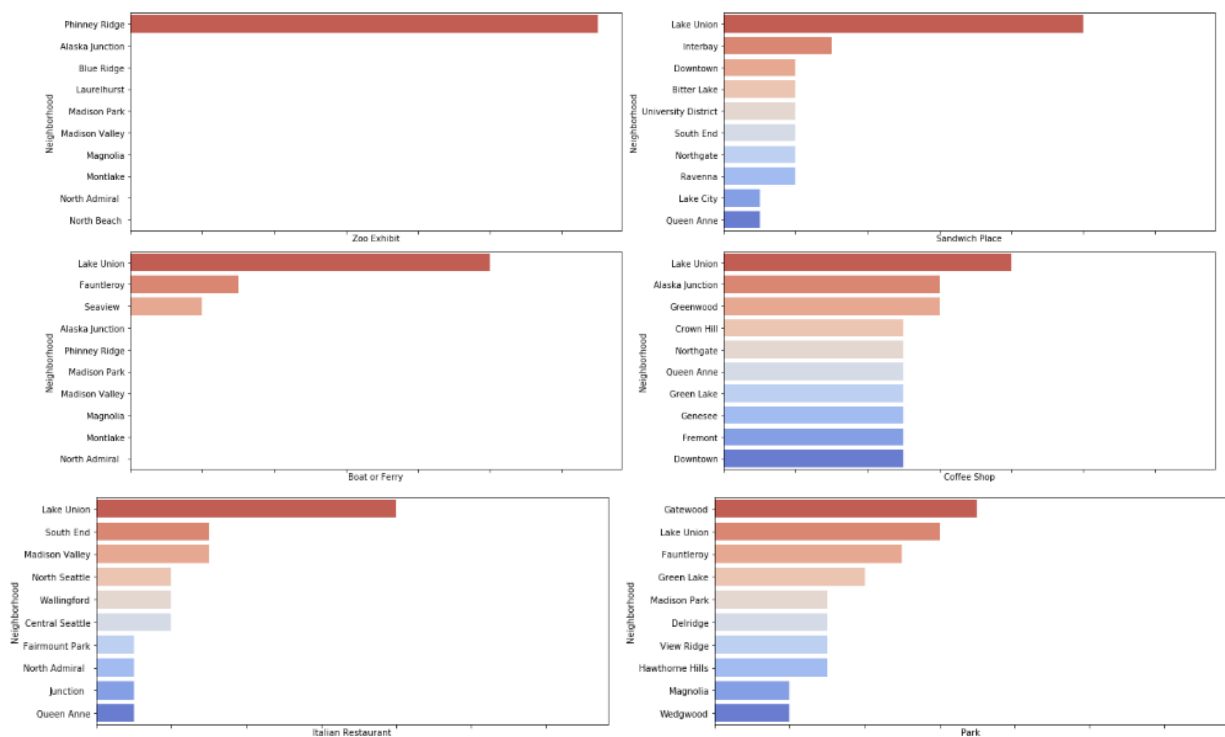 Phinney Ridge
Alaska Junction
Blue Ridge
Laurelhurst
Madison Park
Madison Valley
Magnolia
Montlake
North Admiral
North Beach
Neighborhood
Zoo Exhibit
Lake Union
Interbay
Downtown
Bitter Lake
University District
South End
Northgate
Ravenna
Lake City
Queen Anne
Neighborhood
Sandwich Place
Lake Union
Fauntleroy
Seaview
Alaska Junction
Phinney Ridge
Madison Park
Madison Valley
Magnolia
Montlake
North Admiral
Neighborhood
Boat or Ferry
Lake Union
Alaska Junction
Greenwood
Crown Hill
Northgate
Queen Anne
Green Lake
Genesee
Fremont
Downtown
Neighborhood
Coffee Shop
Lake Union
South End
Madison Valley
North Seattle
Wallingford
Central Seattle
Fairmount Park
North Admiral
Junction
Queen Anne
Neighborhood
Italian Restaurant
Gatewood
Lake Union
Fauntleroy
Green Lake
Madison Park
Delridge
View Ridge
Hawthorne Hills
Magnolia
Wedgwood
Neighborhood
Park